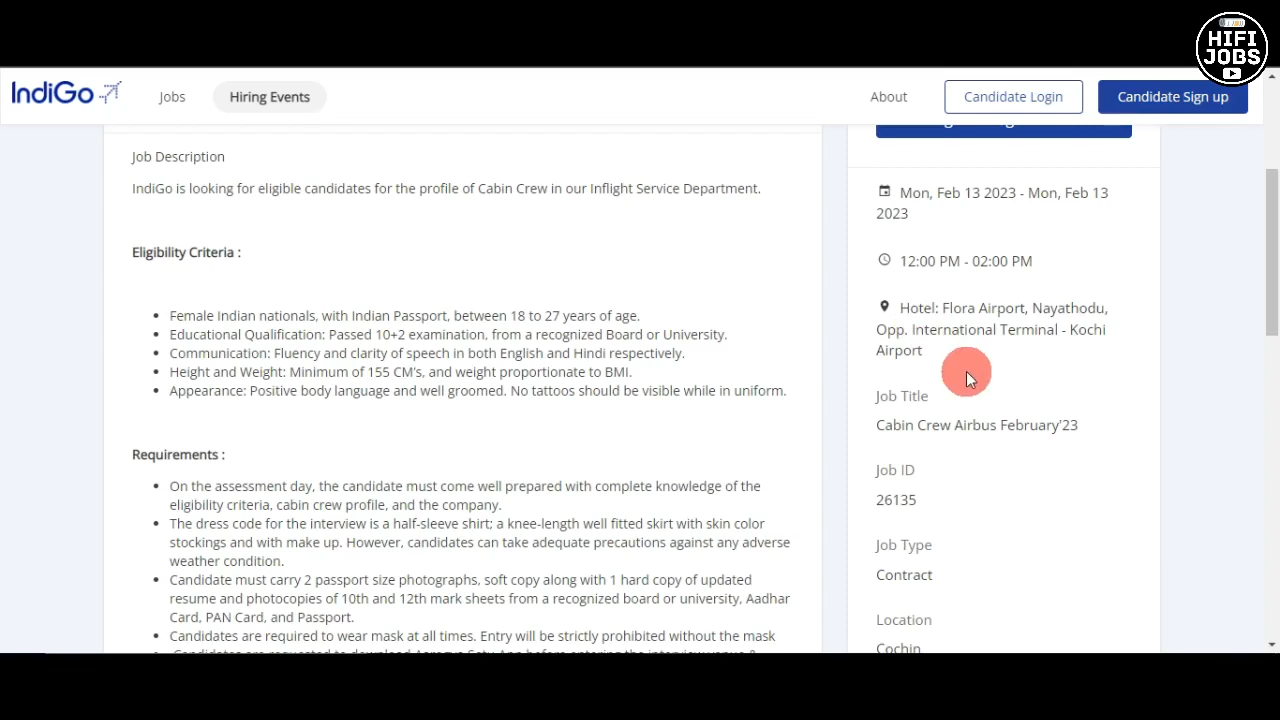 HIFI
JOBS
IndiGo
Jobs
Hiring Events
About
Candidate Login
Candidate Sign up
Job Description
IndiGo is looking for eligible candidates for the profile of Cabin Crew in our Inflight Service Department.
Eligibility Criteria :
• Female Indian nationals, with Indian Passport, between 18 to 27 years of age.
• Educational Qualification: Passed 10+2 examination, from a recognized Board or University.
• Communication: Fluency and clarity of speech in both English and Hindi respectively.
• Height and Weight: Minimum of 155 CM's, and weight proportionate to BMI.
• Appearance: Positive body language and well groomed. No tattoos should be visible while in uniform.
Requirements :
• On the assessment day, the candidate must come well prepared with complete knowledge of the
eligibility criteria, cabin crew profile, and the company.
• The dress code for the interview is a half-sleeve shirt; a knee-length well fitted skirt with skin color
stockings and with make up. However, candidates can take adequate precautions against any adverse
weather condition.
• Candidate must carry 2 passport size photographs, soft copy along with 1 hard copy of updated
resume and photocopies of 10th and 12th mark sheets from a recognized board or university, Aadhar
Card, PAN Card, and Passport.
• Candidates are required to wear mask at all times. Entry will be strictly prohibited without the mask
Mon, Feb 13 2023 - Mon, Feb 13
2023
12:00 PM - 02:00 PM
Hotel: Flora Airport, Nayathodu,
Opp. International Terminal - Kochi
Airport
Job Title
Cabin Crew Airbus February'23
Job ID
26135
Job Type
Contract
Location
Cochin